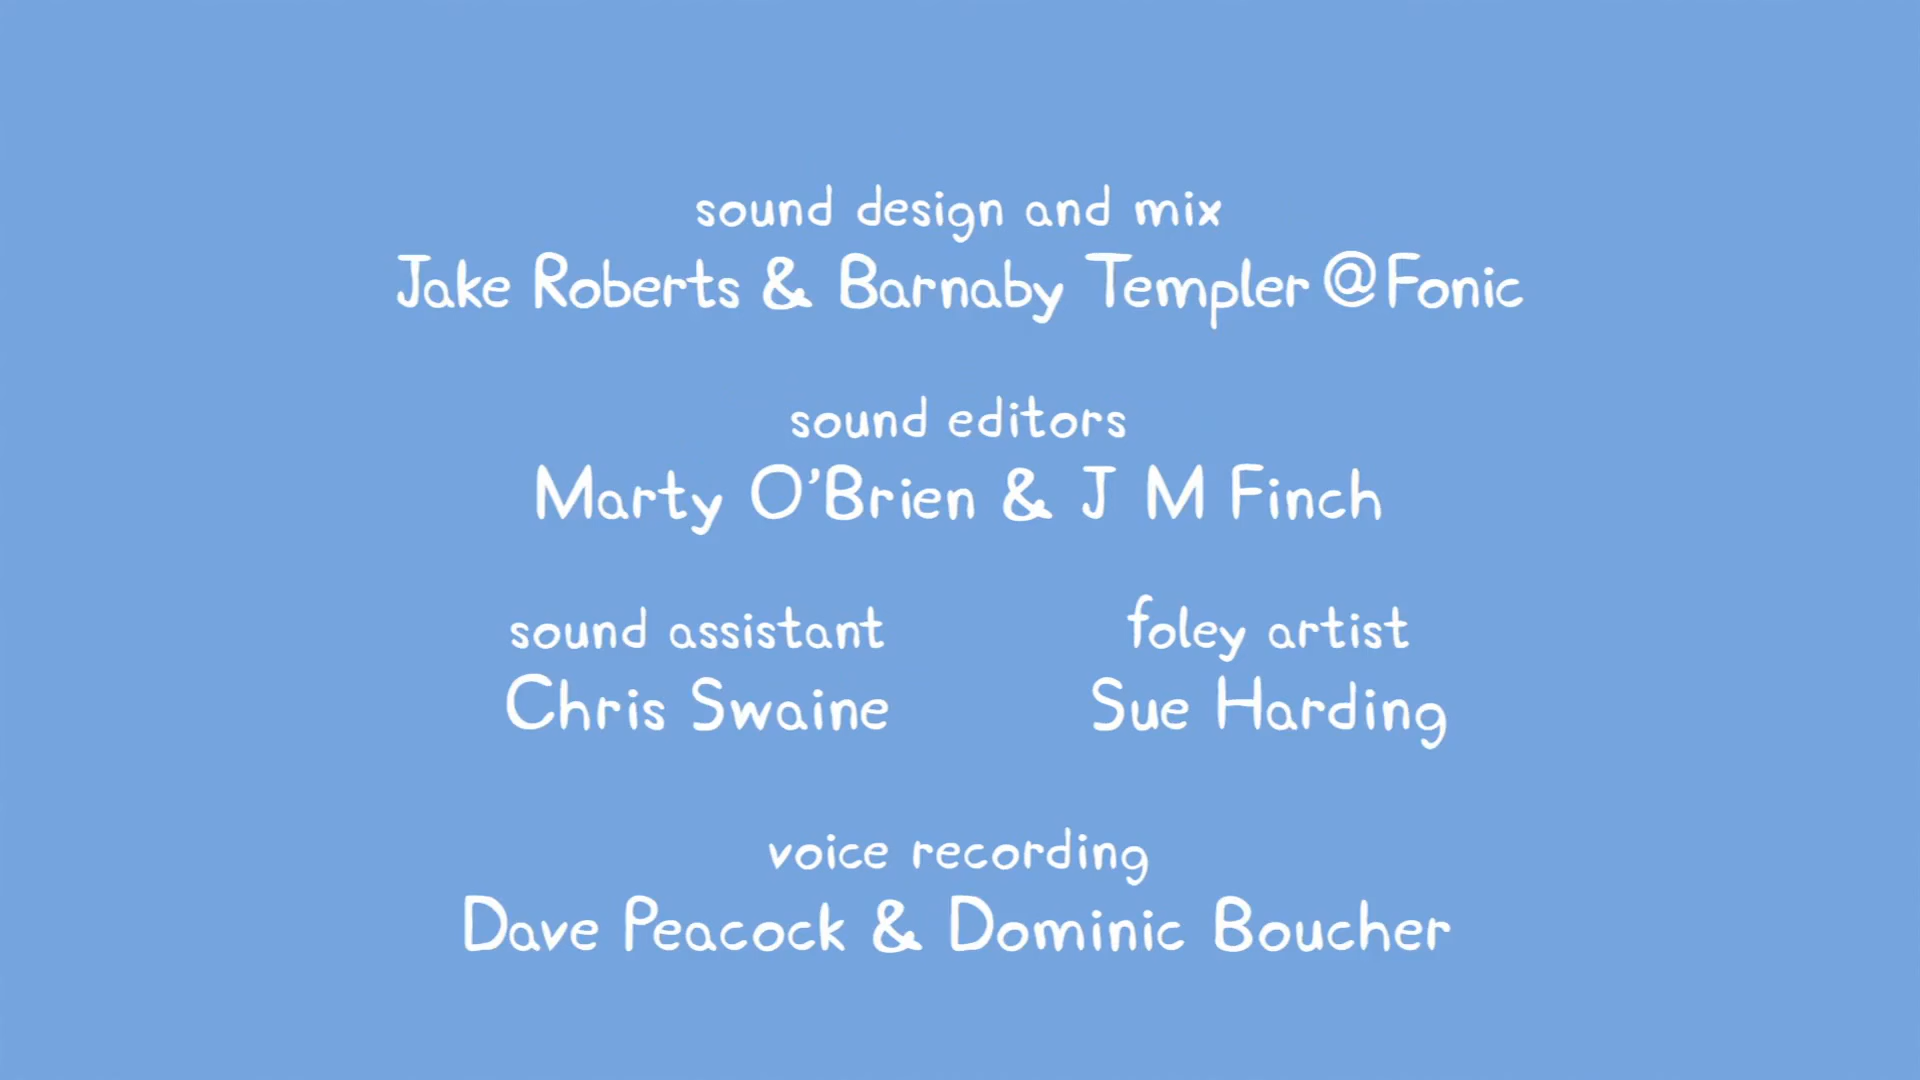 sound design and mix
Jake Roberts & Barnaby Templer @Fonic
sound editors
Marty O'Brien & J M Finch
sound assistant
Chris Swaine
foley artist
Sue Harding
voice recording
Dave Peacock & Dominic Boucher